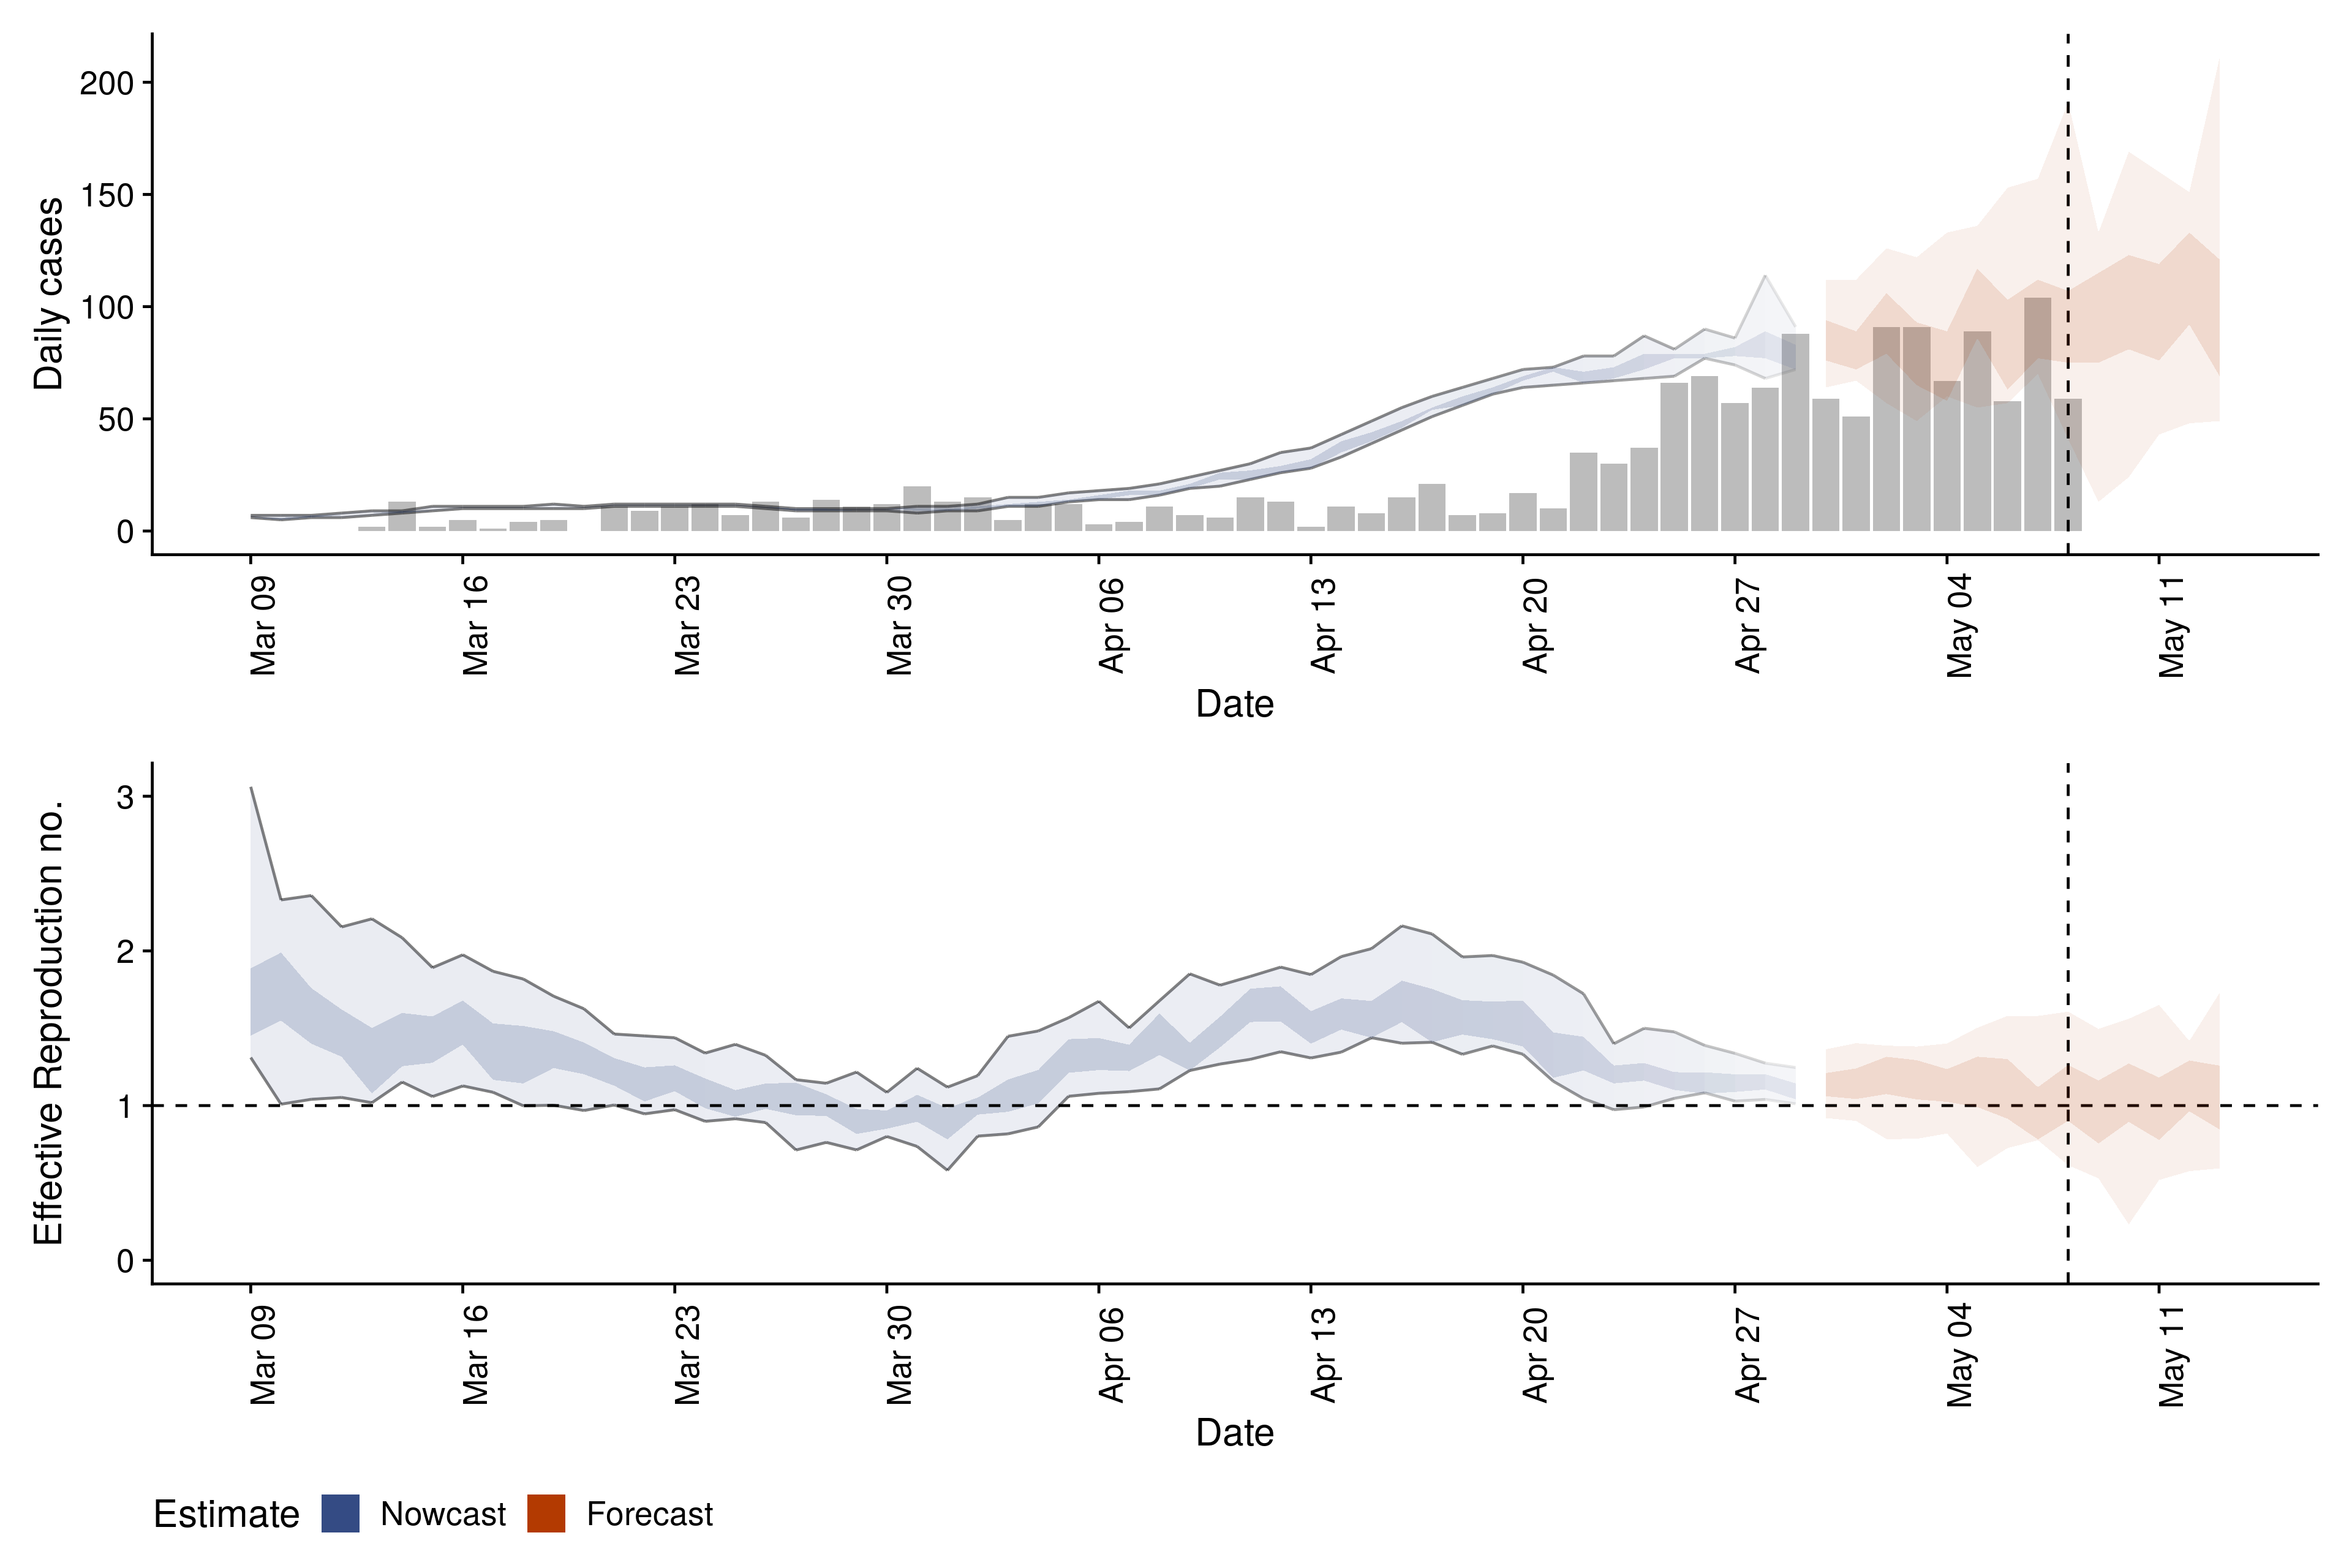 Daily cases
200
150
100
50
0
Mar 09
Mar 16
Mar 23
Mar 30
Apr 06
Apr 13
Apr 20
Apr 27
May 04
May 11
Date
Effective Reproduction no.
3
2
1
0
Mar 09
Mar 16
Mar 23
Mar 30
Apr 06
Apr 13
Apr 20
Apr 27
May 04
May 11
Date
Estimate Nowcast Forecast